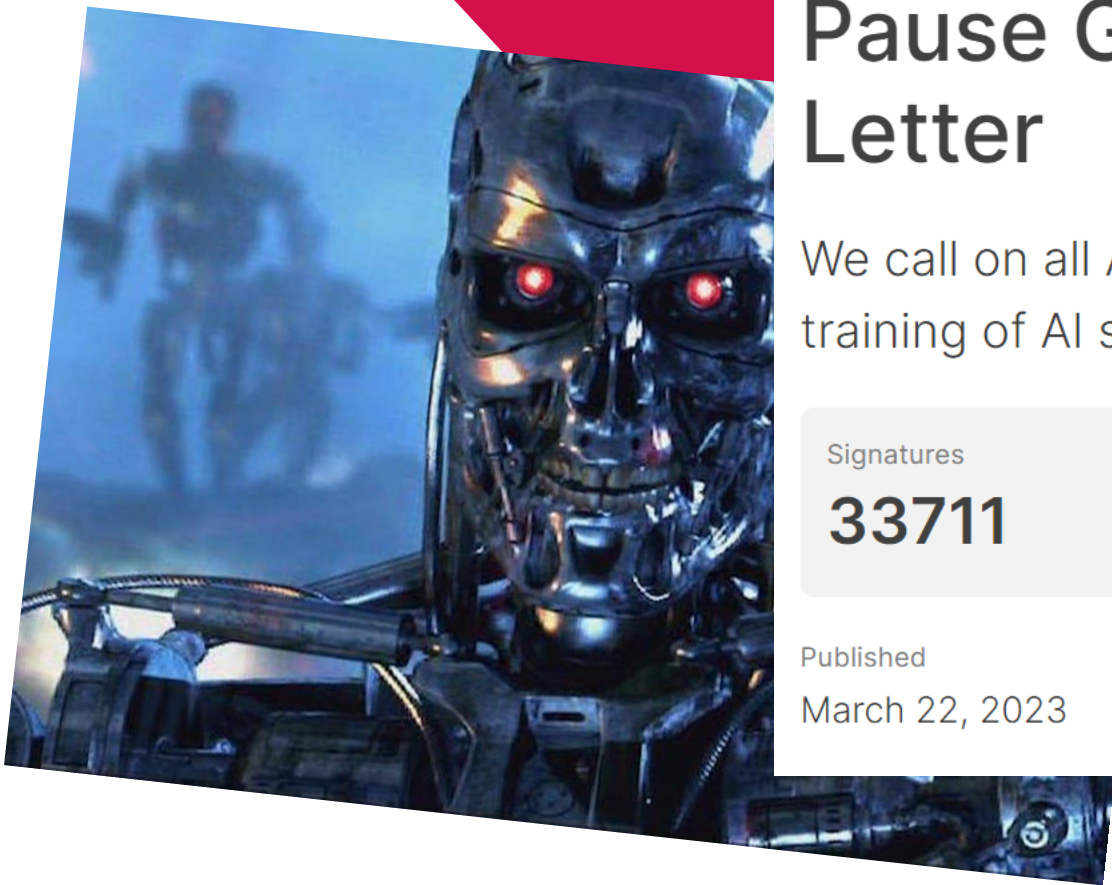 Pause G
Letter
We call on all A
training of AI s
Signatures
33711
Published
March 22, 2023